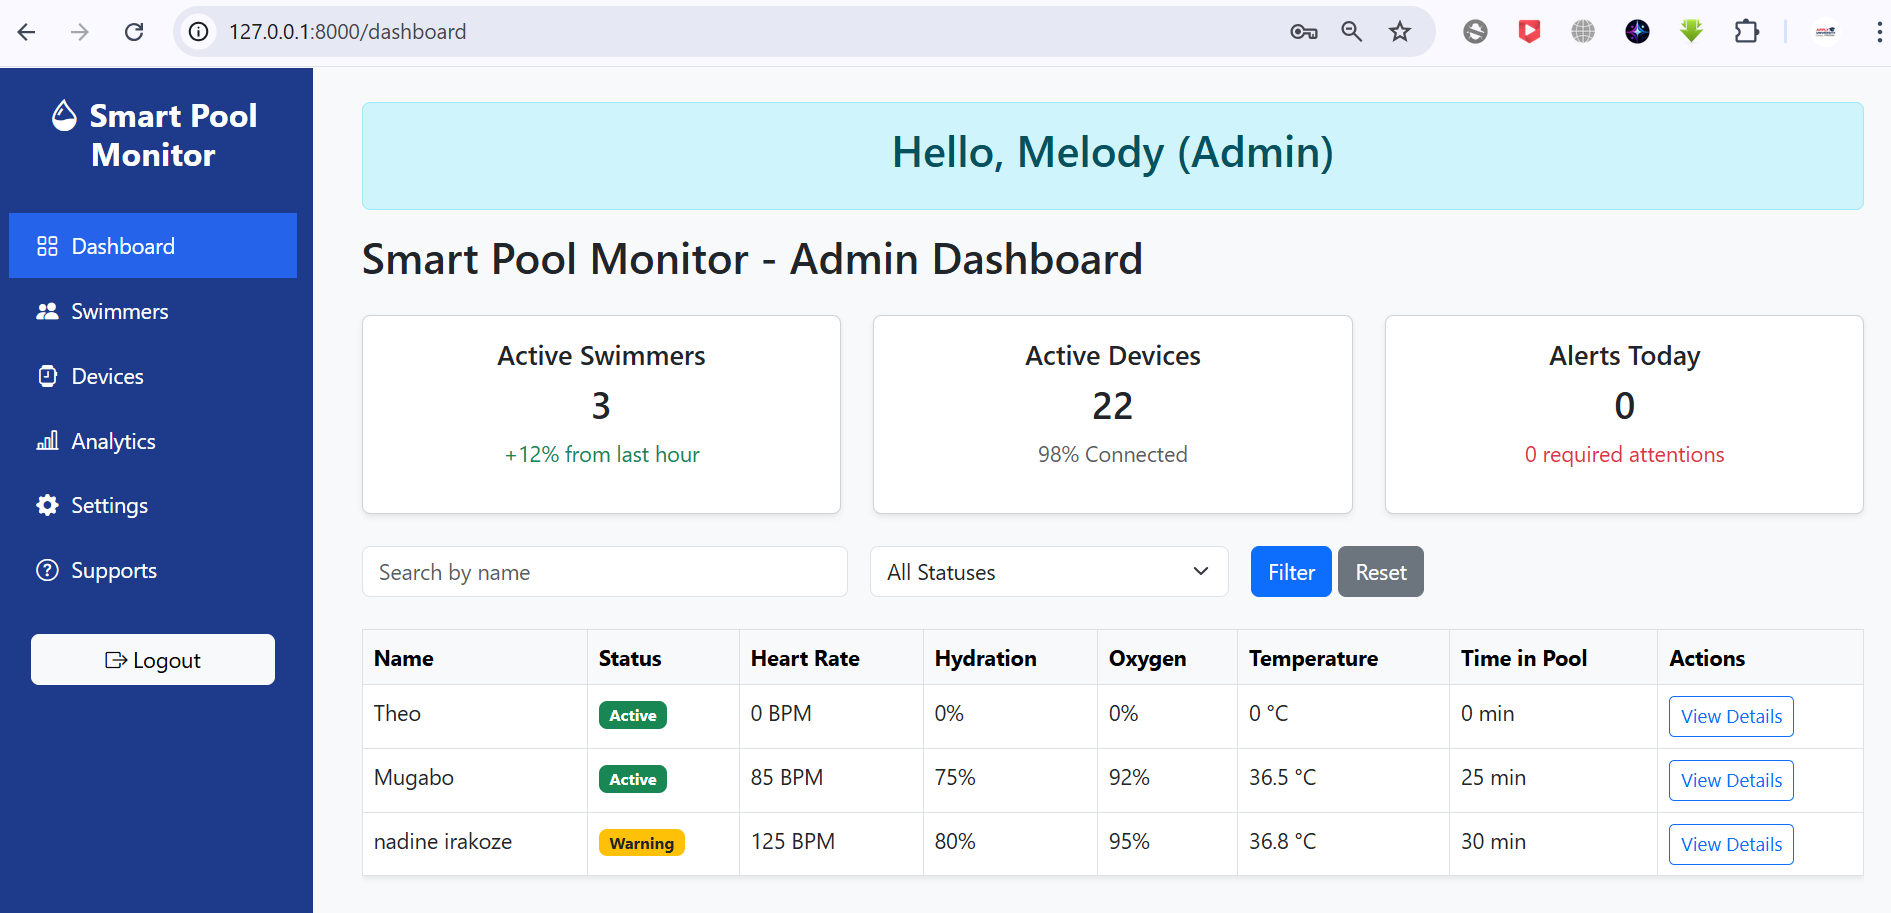 127.0.0.1:8000/dashboard
Smart Pool
Monitor
Dashboard
Swimmers
Devices
Analytics
Settings
Supports
Logout
Hello, Melody (Admin)
Smart Pool Monitor - Admin Dashboard
Active Swimmers
3
+12% from last hour
Active Devices
22
98% Connected
Alerts Today
0
0 required attentions
Search by name
All Statuses
Filter
Reset
Name Status Heart Rate Hydration Oxygen Temperature Time in Pool Actions
Theo Active 0 BPM 0% 0% 0 °C 0 min View Details
Mugabo Active 85 BPM 75% 92% 36.5 °C 25 min View Details
nadine irakoze Warning 125 BPM 80% 95% 36.8 °C 30 min View Details